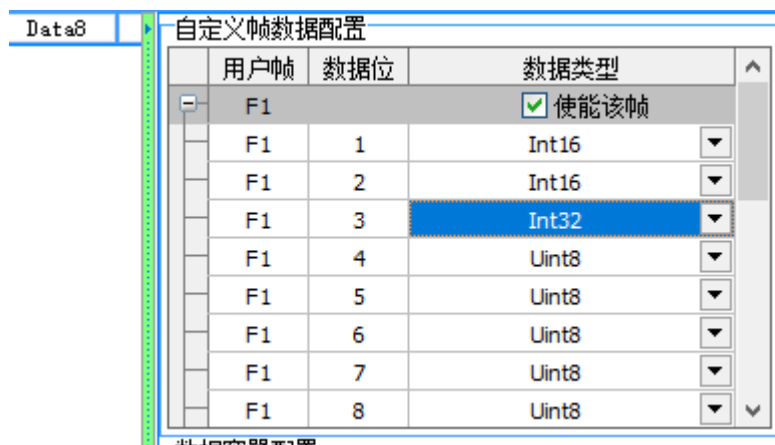 Data8
自定义帧数据配置
用户帧 数据位 数据类型
F1 使能该帧
F1 1 Int16
F1 2 Int16
F1 3 Int32
F1 4 Uint8
F1 5 Uint8
F1 6 Uint8
F1 7 Uint8
F1 8 Uint8